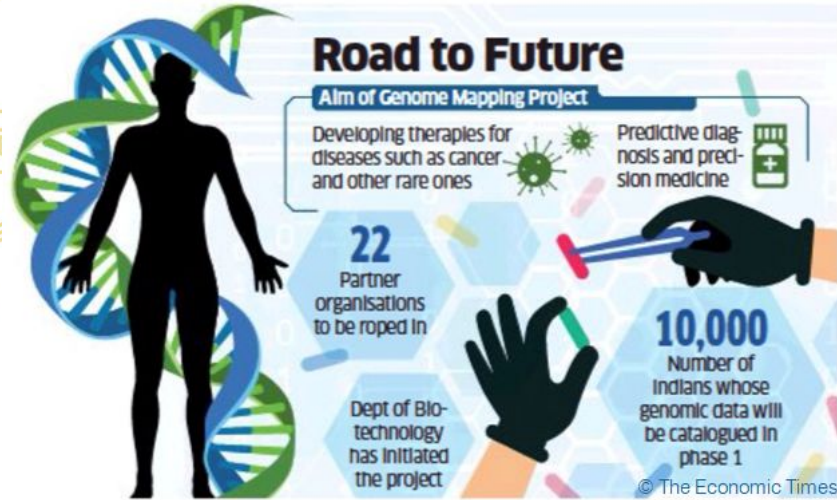 Road to Future
Aim of Genome Mapping Project
Developing therapies for
diseases such as cancer
and other rare ones
Predictive diag-
nosis and preci-
sion medicine
22
Partner
organisations
to be roped in
10,000
Number of
Indians whose
genomic data will
be catalogued in
phase 1
Dept of Bio-
technology
has initiated
the project
© The Economic Times